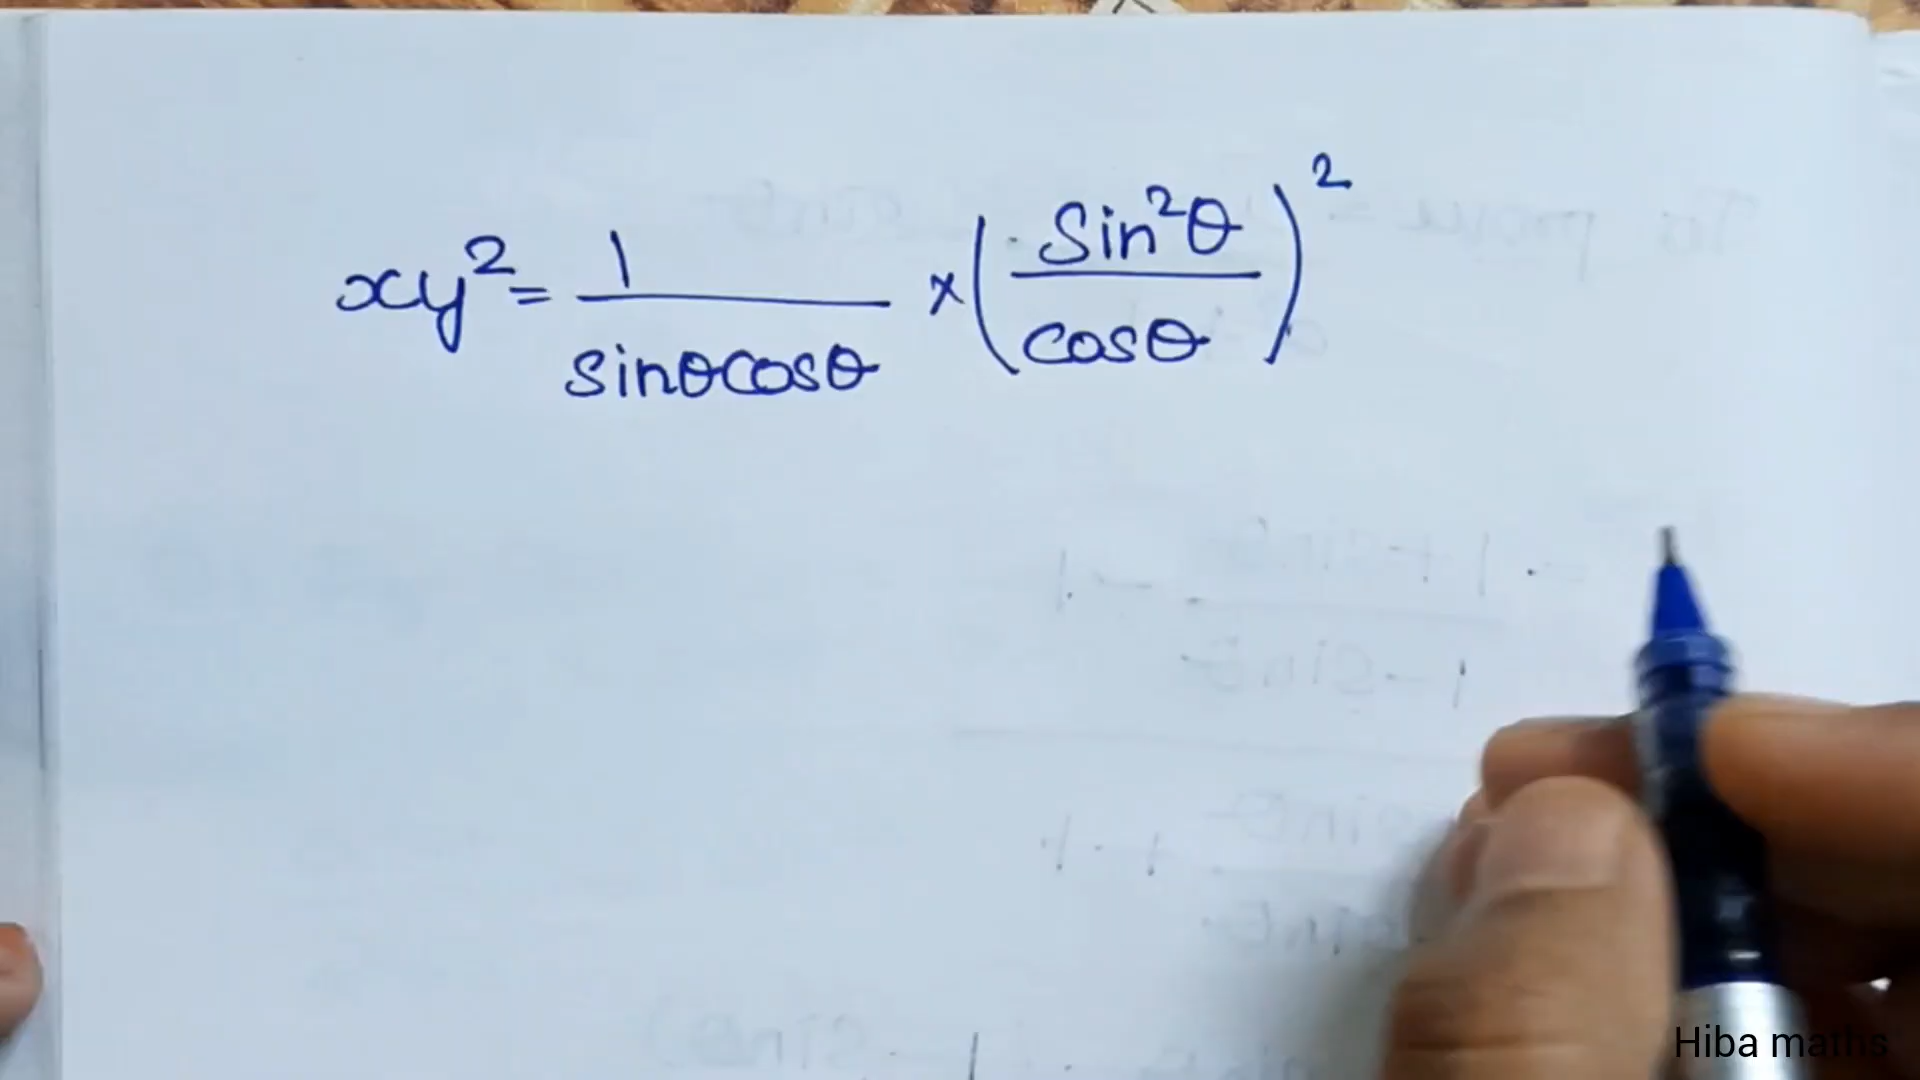 xy² = 1/sinθcosθ × (Sin²θ/cosθ)²
Hiba maths